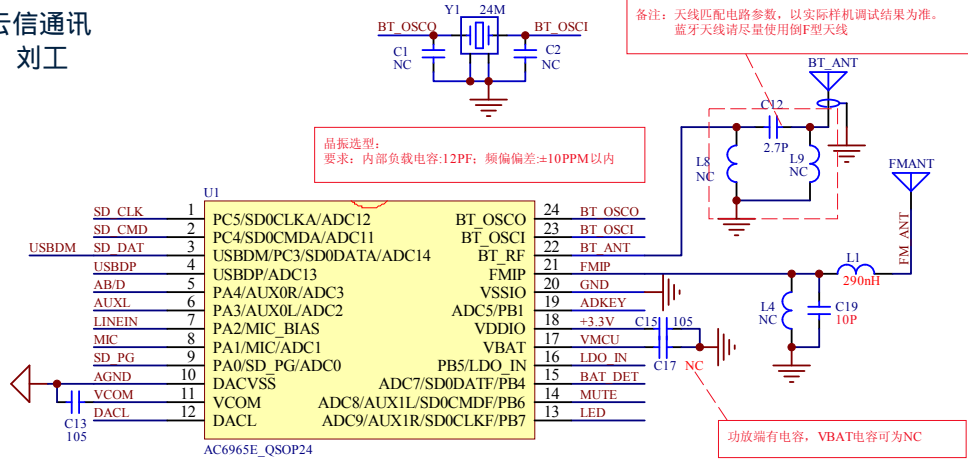 云信通讯
刘工
Y1 24M
BT_OSCO BT_OSCI
C1
NC
C2
NC
备注：天线匹配电路参数，以实际样机调试结果为准。
蓝牙天线请尽量使用倒F型天线
BT_ANT
C12
2.7P
L8
NC
L9
NC
FMANT
FM_ANT
晶振选型：
要求：内部负载电容:12PF；频偏偏差:±10PPM以内
U1
SD_CLK 1 PC5/SD0CLKA/ADC12 BT_OSCO 24 BT_OSCO
SD_CMD 2 PC4/SD0CMDA/ADC11 BT_OSCI 23 BT_OSCI
USBDM SD_DAT 3 USBDM/PC3/SD0DATA/ADC14 BT_RF 22 BT_ANT
USBDP 4 USBDP/ADC13 FMIP 21 FMIP
AB/D 5 PA4/AUX0R/ADC3 VSSIO 20 GND
AUXL 6 PA3/AUX0L/ADC2 ADC5/PB1 19 ADKEY
LINEIN 7 PA2/MIC_BIAS VDDIO 18 +3.3V
MIC 8 PA1/MIC/ADC1 VBAT 17 VMCU
SD_PG 9 PA0/SD_PG/ADC0 PB5/LDO_IN 16 LDO_IN
AGND 10 DACVSS ADC7/SD0DATF/PB4 15 BAT_DET
VCOM 11 VCOM ADC8/AUX1L/SD0CMDF/PB6 14 MUTE
DACL 12 DACL ADC9/AUX1R/SD0CLKF/PB7 13 LED
C13
105
AC6965E_QSOP24
C15 105
C17 NC
L1
290nH
L4
NC
C19
10P
功放端有电容，VBAT电容可为NC